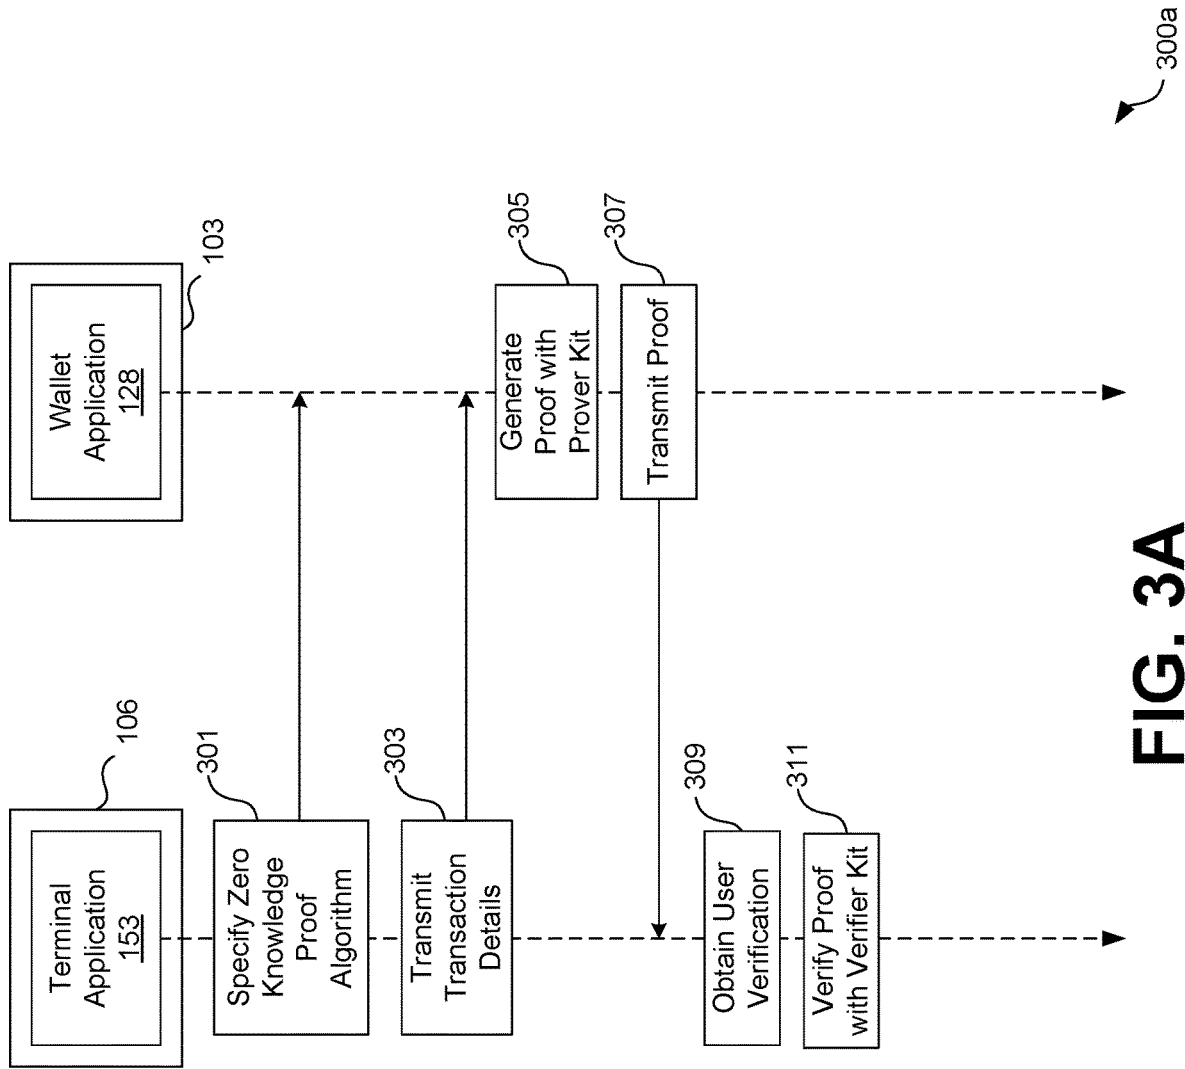 Terminal
Application
153
106
Wallet
Application
128
103
301
Specify Zero
Knowledge
Proof
Algorithm
303
Transmit
Transaction
Details
305
Generate
Proof with
Prover Kit
307
Transmit Proof
309
Obtain User
Verification
311
Verify Proof
with Verifier Kit
300a
FIG. 3A